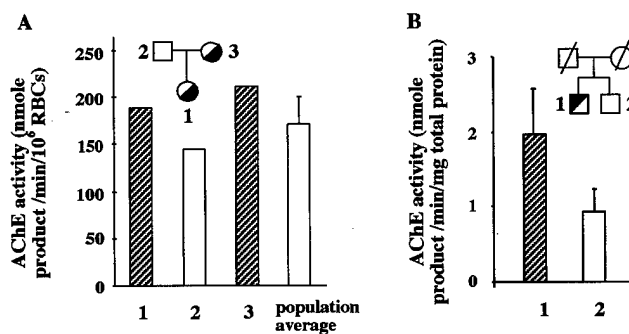 A
AChE activity (nmole
product /min/10⁶ RBCs)
250
200
150
100
50
0
2
3
1
1
2
3
population
average
B
AChE activity (nmole
product /min/mg total protein)
3
2
1
0
1
2
1
2